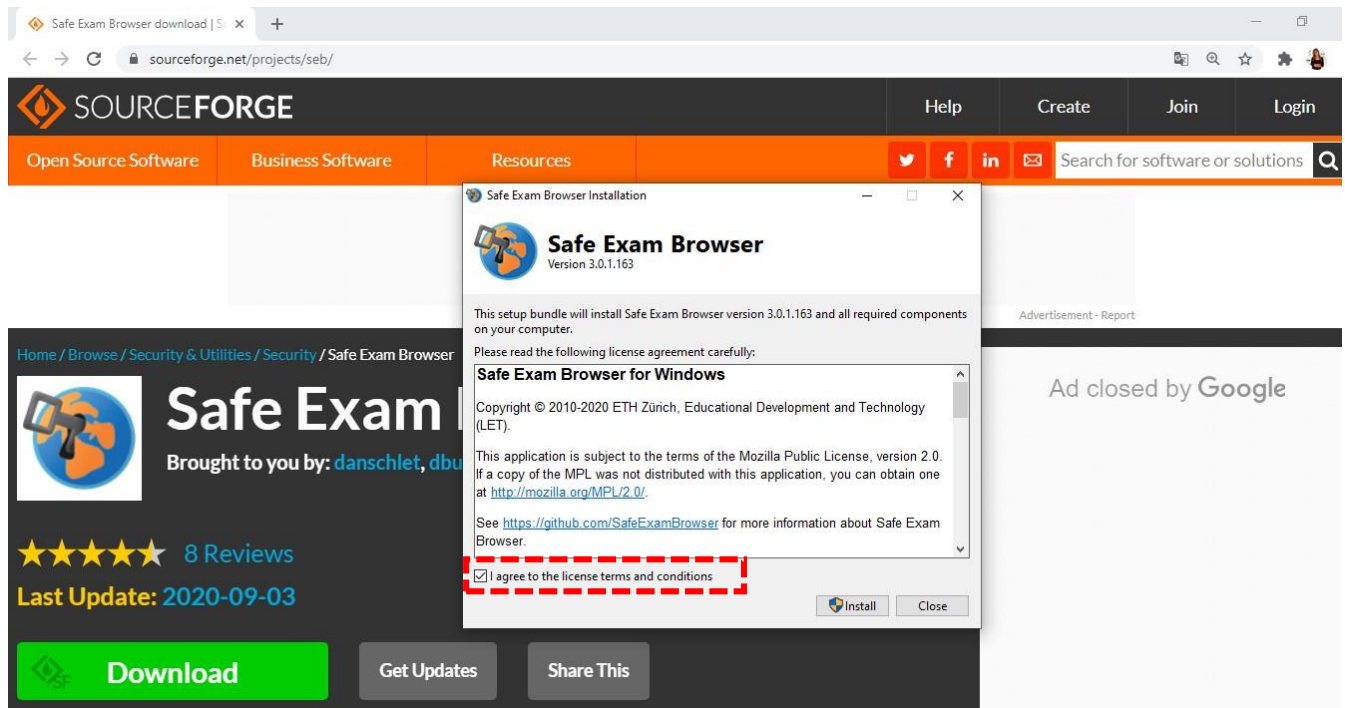 Safe Exam Browser download | S
sourceforge.net/projects/seb/
SOURCEFORGE
Help
Create
Join
Login
Open Source Software
Business Software
Resources
f
in
Search for software or solutions
Safe Exam Browser Installation
Safe Exam Browser
Version 3.0.1.163
This setup bundle will install Safe Exam Browser version 3.0.1.163 and all required components
on your computer.
Please read the following license agreement carefully:
Safe Exam Browser for Windows
Copyright © 2010-2020 ETH Zürich, Educational Development and Technology
(LET).
This application is subject to the terms of the Mozilla Public License, version 2.0.
If a copy of the MPL was not distributed with this application, you can obtain one
at http://mozilla.org/MPL/2.0/.
See https://github.com/SafeExamBrowser for more information about Safe Exam
Browser.
I agree to the license terms and conditions
Install
Close
Advertisement - Report
Home / Browse / Security & Utilities / Security / Safe Exam Browser
Safe Exam
Brought to you by: danschlet, dbu
Ad closed by Google
8 Reviews
Last Update: 2020-09-03
SF
Download
Get Updates
Share This